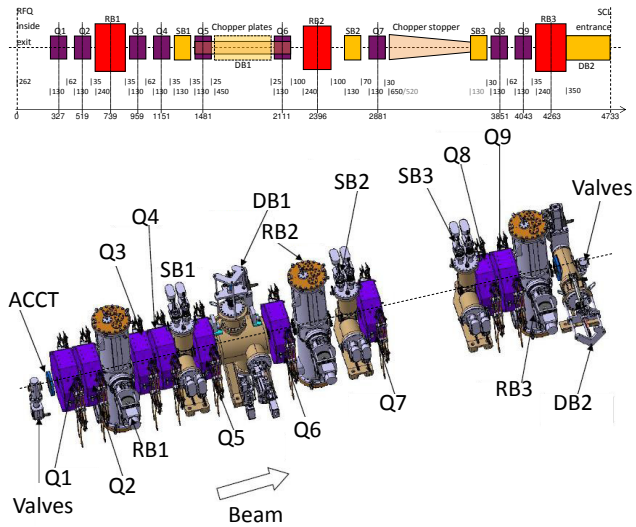 RFQ
inside
exit
Q1
Q2
RB1
Q3
Q4
SB1
Q5
Chopper plates
DB1
Q6
RB2
SB2
Q7
Chopper stopper
SB3
Q8
Q9
RB3
SCL
entrance
DB2
262
|62
|35
|62
|35
|25
|25
|100
|100
|70
|30
|30
|62
|35
|130
|130
|240
|130
|130
|130
|130
|450
|130
|240
|130
|130
|650/520
|130
|130
|130
|240
|350
0
327
519
739
959
1151
1481
2111
2396
2881
3851
4043
4263
4733
Q9
Q8
SB3
Valves
SB2
DB1
RB2
Q4
Q3
SB1
ACCT
Q7
RB3
DB2
Q6
Q5
RB1
Q2
Q1
Valves
Beam